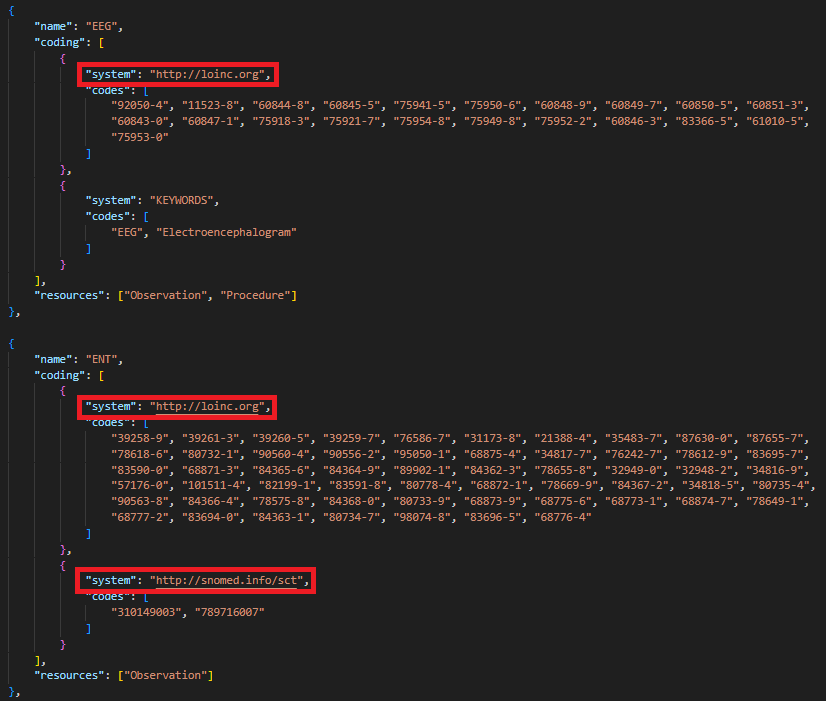 {
"name": "EEG",
"coding": [
{
"system": "http://loinc.org",
"codes": [
"92050-4", "11523-8", "60844-8", "60845-5", "75941-5", "75950-6", "60848-9", "60849-7", "60850-5", "60851-3",
"60843-0", "60847-1", "75918-3", "75921-7", "75954-8", "75949-8", "75952-2", "60846-3", "83366-5", "61010-5",
"75953-0"
]
},
{
"system": "KEYWORDS",
"codes": [
"EEG", "Electroencephalogram"
]
}
],
"resources": ["Observation", "Procedure"]
},
{
"name": "ENT",
"coding": [
{
"system": "http://loinc.org",
"codes": [
"39258-9", "39261-3", "39260-5", "39259-7", "76586-7", "31173-8", "21388-4", "35483-7", "87630-0", "87655-7",
"78618-6", "80732-1", "90560-4", "90556-2", "95050-1", "68875-4", "34817-7", "76242-7", "78612-9", "83695-7",
"83590-0", "68871-3", "84365-6", "84364-9", "89902-1", "84362-3", "78655-8", "32949-0", "32948-2", "34816-9",
"57176-0", "101511-4", "82199-1", "83591-8", "80778-4", "68872-1", "78669-9", "84367-2", "34818-5", "80735-4",
"90563-8", "84366-4", "78575-8", "84368-0", "80733-9", "68873-9", "68775-6", "68773-1", "68874-7", "78649-1",
"68777-2", "83694-0", "84363-1", "80734-7", "98074-8", "83696-5", "68776-4"
]
},
{
"system": "http://snomed.info/sct",
"codes": [
"310149003", "789716007"
]
}
],
"resources": ["Observation"]
},